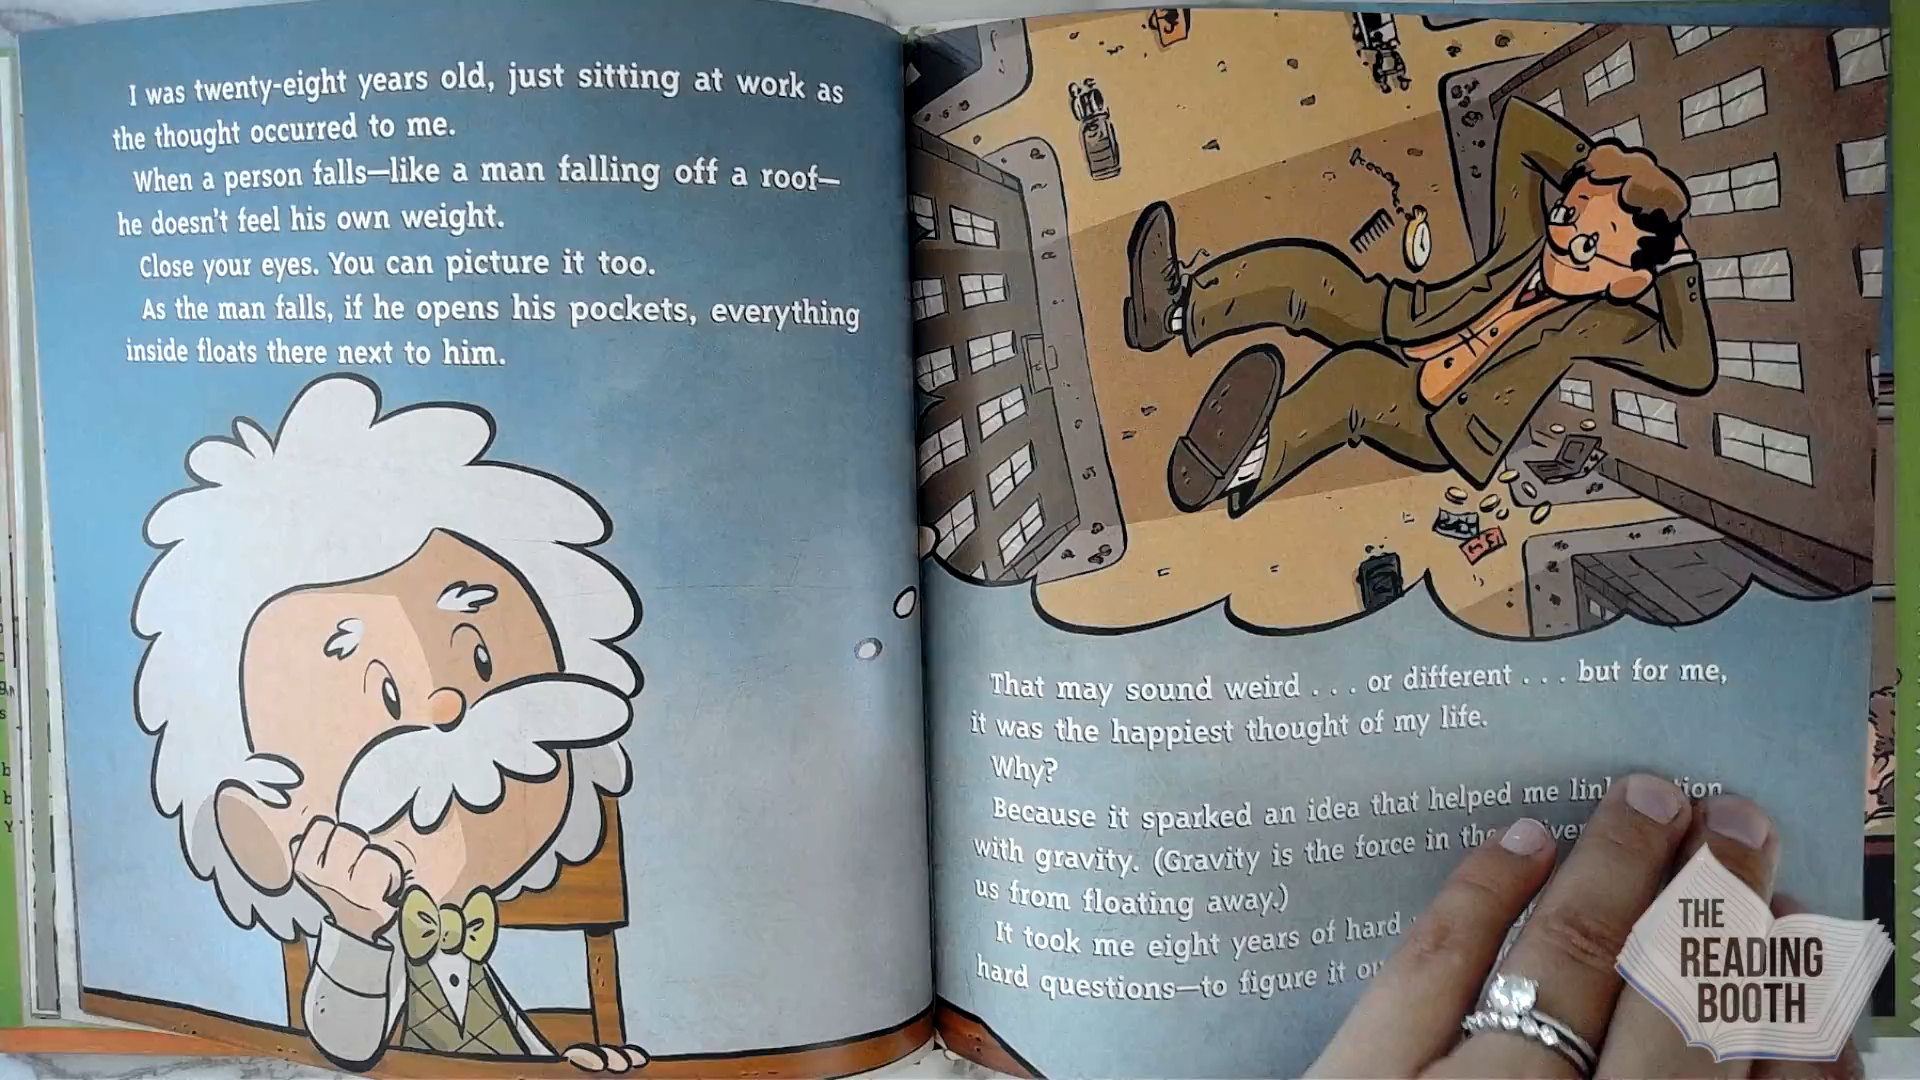 I was twenty-eight years old, just sitting at work as
the thought occurred to me.
When a person falls—like a man falling off a roof—
he doesn't feel his own weight.
Close your eyes. You can picture it too.
As the man falls, if he opens his pockets, everything
inside floats there next to him.
That may sound weird . . . or different . . . but for me,
it was the happiest thought of my life.
Why?
Because it sparked an idea that helped me
with gravity. (Gravity is the force in
us from floating away.)
It took me eight years of hard
hard questions—to figure it
THE
READING
BOOTH